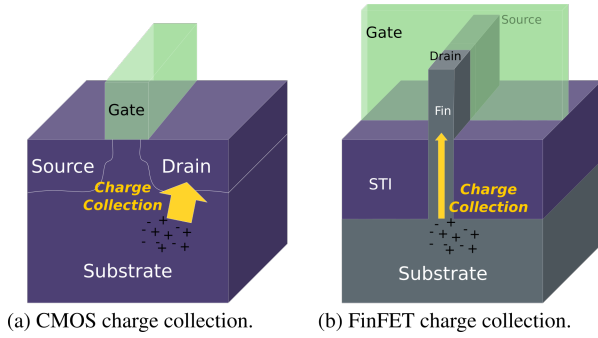 Gate
Source
Drain
Charge
Collection
Substrate
(a) CMOS charge collection.
Source
Gate
Drain
Fin
STI
Charge
Collection
Substrate
(b) FinFET charge collection.